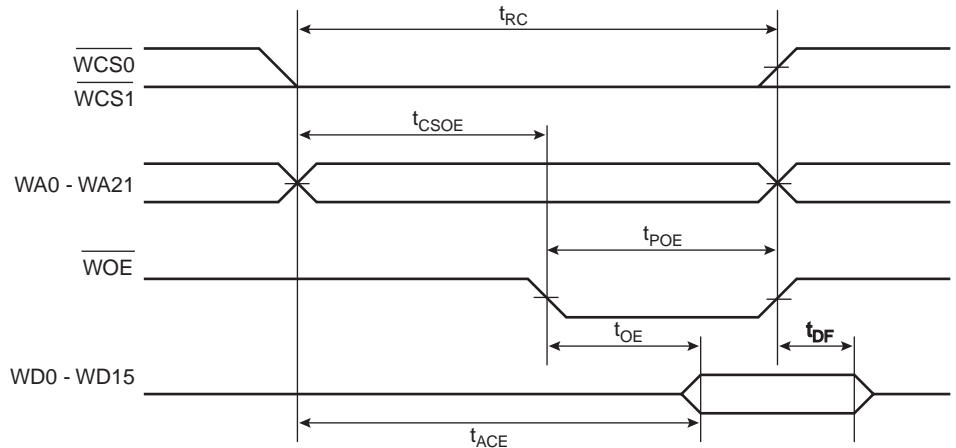 tRC
WCS0
WCS1
tCSOE
WA0 - WA21
tPOE
WOE
tOE
tDF
WD0 - WD15
tACE